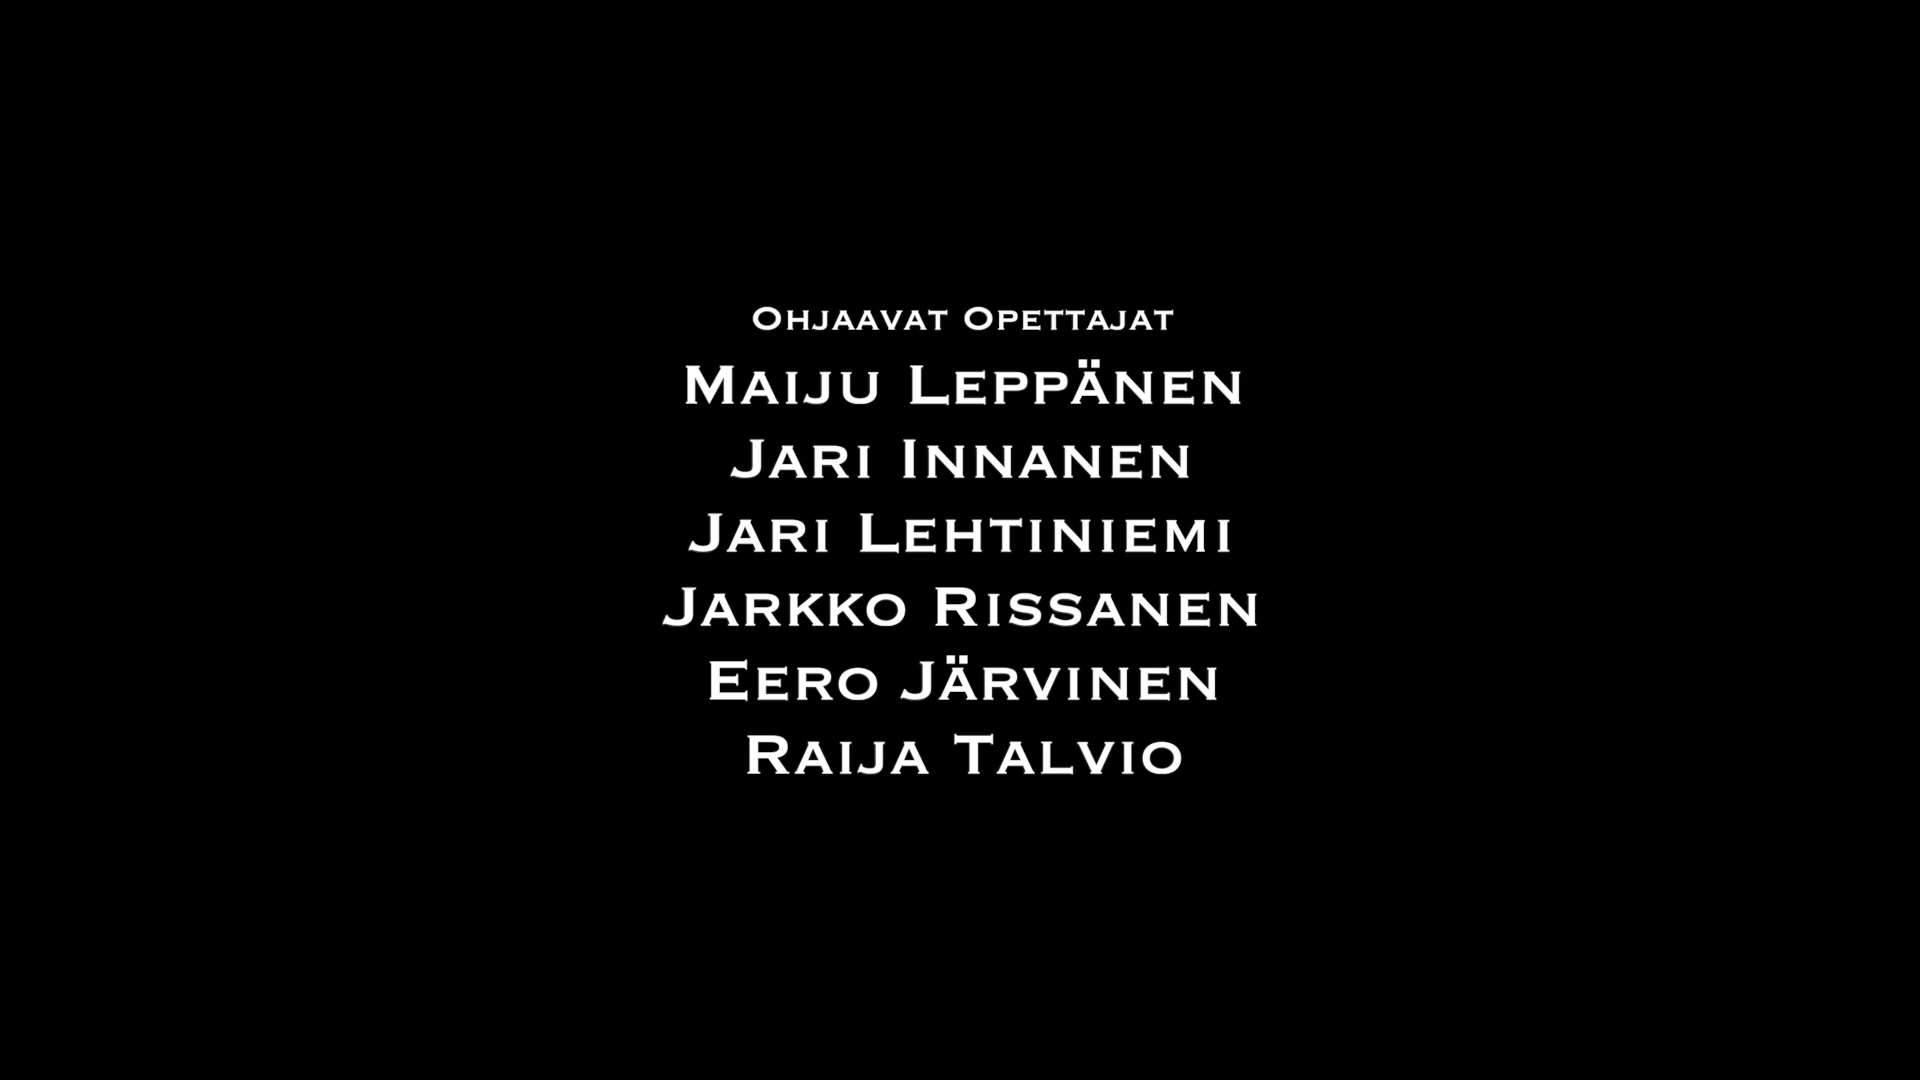 Ohjaavat Opettajat
Maiju Leppänen
Jari Innanen
Jari Lehtiniemi
Jarkko Rissanen
Eero Järvinen
Raija Talvio